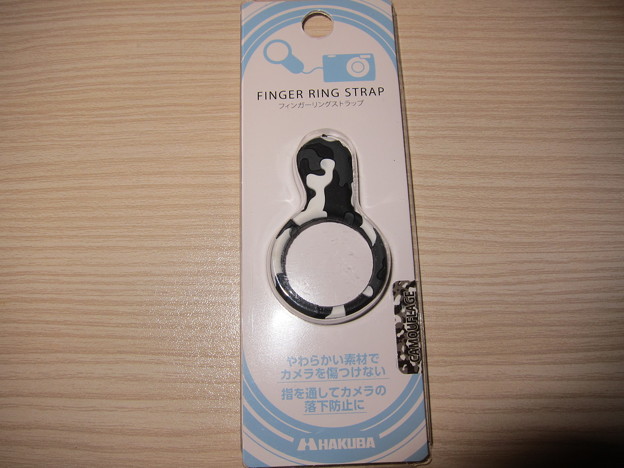 FINGER RING STRAP
フィンガーリングストラップ
CAMOUFLAGE
やわらかい素材で
カメラを傷つけない
指を通してカメラの
落下防止に
HAKUBA